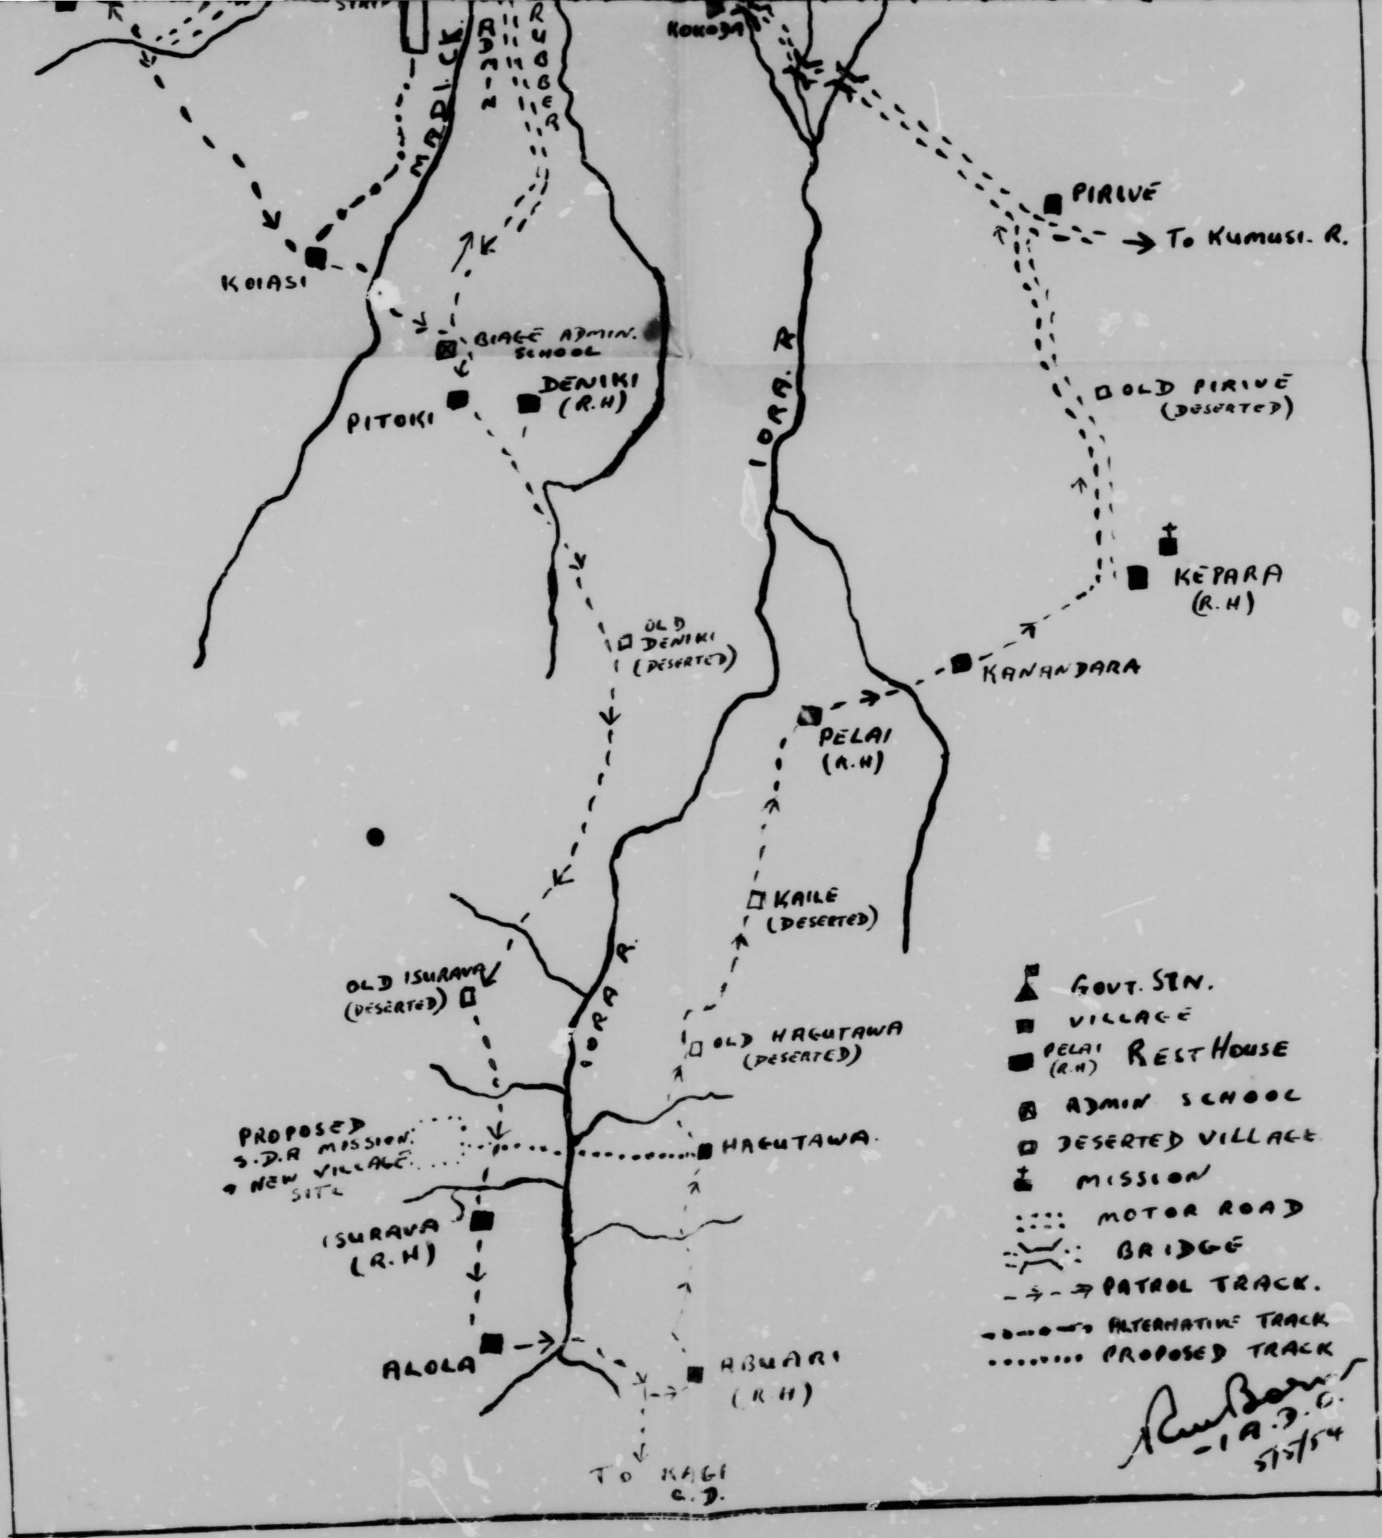 MADICK
ADMIN
RUBBER
KOKODA
PIRIVE
To KUMUSI. R.
KOIASI
BIAGE ADMIN.
SCHOOL
DENIKI
(R.H)
PITOKI
IORA. R
OLD PIRIVE
(DESERTED)
KEPARA
(R.H)
OLD
DENIKI
(DESERTED)
KANANDARA
PELAI
(R.H)
KAILE
(DESERTED)
OLD ISURAVA
(DESERTED)
IORA R.
OLD HAGUTAWA
(DESERTED)
PROPOSED
S.D.A MISSION.
NEW VILLAGE
SITE
HAGUTAWA.
ISURAVA
(R.H)
ALOLA
ABUARI
(R.H)
TO KAGI
C.D.
GOVT. STN.
VILLAGE
PELAI
(R.H) REST HOUSE
ADMIN. SCHOOL
DESERTED VILLAGE
MISSION
MOTOR ROAD
BRIDGE
PATROL TRACK.
ALTERNATIVE TRACK
PROPOSED TRACK
A.D.O.
5/5/54